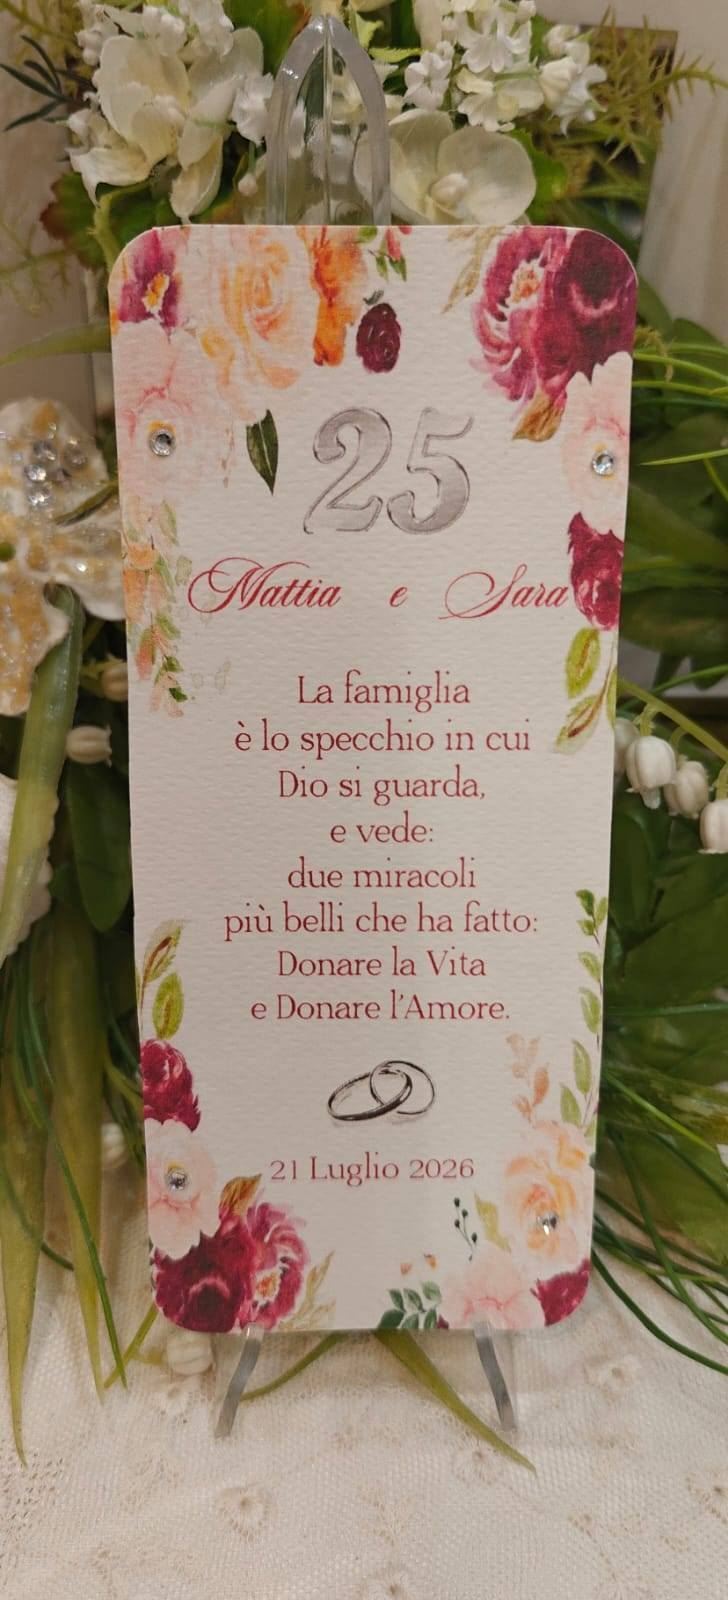 25
Mattia e Sara
La famiglia
è lo specchio in cui
Dio si guarda,
e vede:
due miracoli
più belli che ha fatto:
Donare la Vita
e Donare l'Amore.
21 Luglio 2026